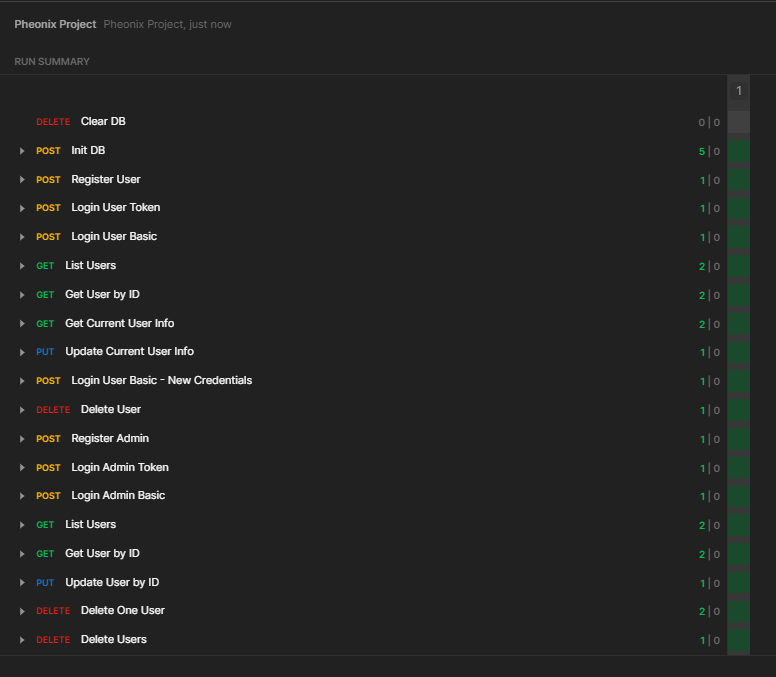 Pheonix Project Pheonix Project, just now
RUN SUMMARY
1
DELETE Clear DB 0 | 0
POST Init DB 5 | 0
POST Register User 1 | 0
POST Login User Token 1 | 0
POST Login User Basic 1 | 0
GET List Users 2 | 0
GET Get User by ID 2 | 0
GET Get Current User Info 2 | 0
PUT Update Current User Info 1 | 0
POST Login User Basic - New Credentials 1 | 0
DELETE Delete User 1 | 0
POST Register Admin 1 | 0
POST Login Admin Token 1 | 0
POST Login Admin Basic 1 | 0
GET List Users 2 | 0
GET Get User by ID 2 | 0
PUT Update User by ID 1 | 0
DELETE Delete One User 2 | 0
DELETE Delete Users 1 | 0